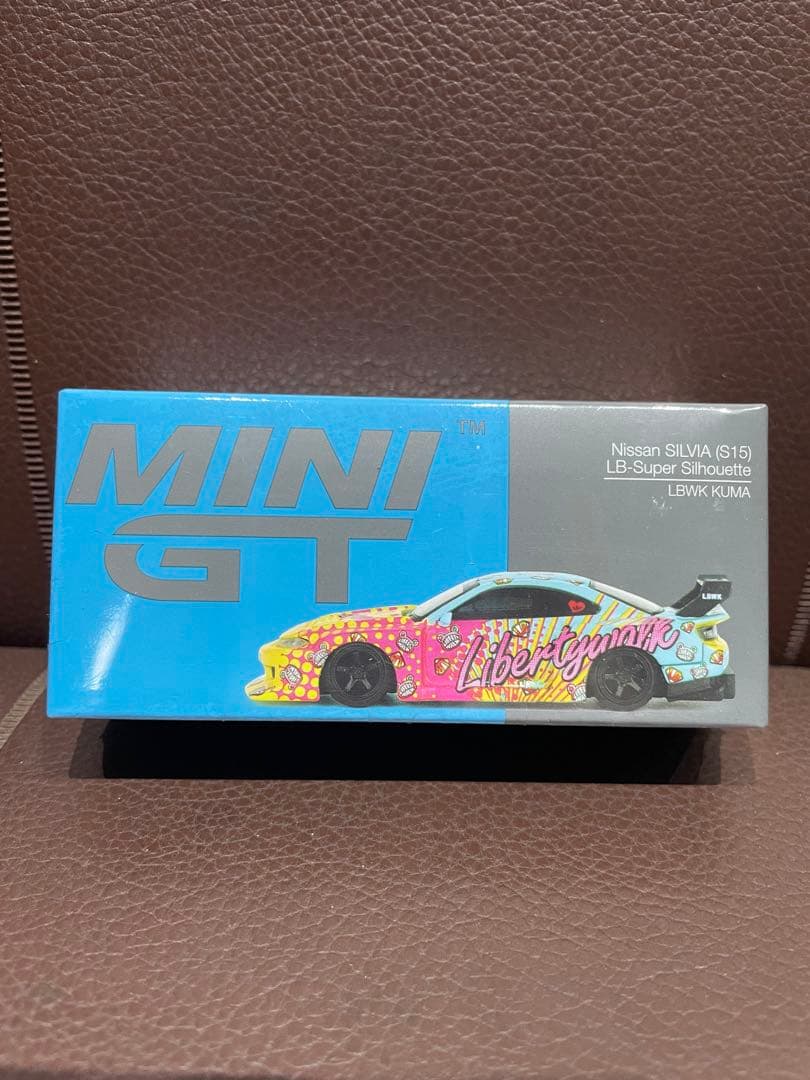 MINI
GT
TM
Nissan SILVIA (S15)
LB-Super Silhouette
LBWK KUMA
LBWK
Libertywalk